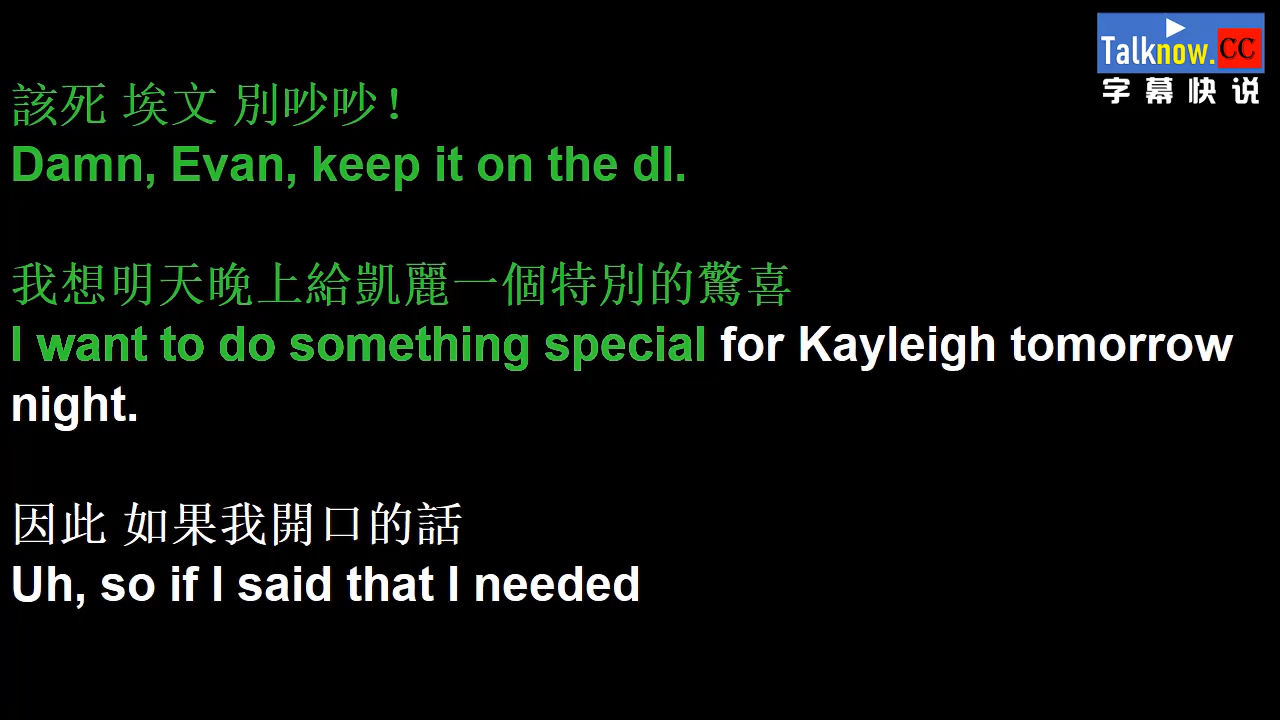 Talknow.CC
字幕快说
該死 埃文 別吵吵!
Damn, Evan, keep it on the dl.
我想明天晚上給凱麗一個特別的驚喜
I want to do something special for Kayleigh tomorrow
night.
因此 如果我開口的話
Uh, so if I said that I needed